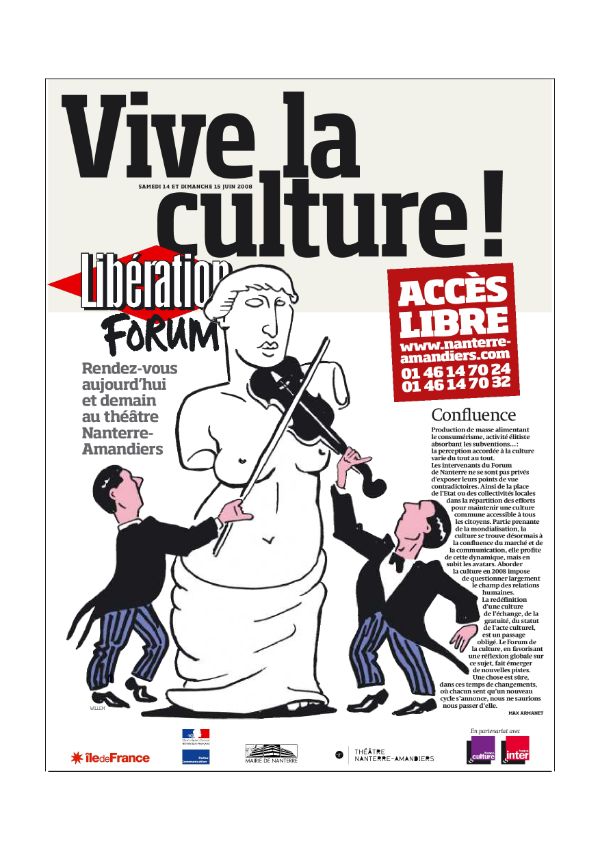 Vive la
SAMEDI 14 ET DIMANCHE 15 JUIN 2008
culture !
Libération
FORUM
Rendez-vous
aujourd'hui
et demain
au théâtre
Nanterre-
Amandiers
ACCÈS
LIBRE
www.nanterre-
amandiers.com
01 46 14 70 24
01 46 14 70 32
Confluence
Production de masse alimentant
le consumérisme, activité élitiste
absorbant les subventions… :
la perception accordée à la culture
varie du tout au tout.
Les intervenants du Forum
de Nanterre ne se sont pas privés
d'exposer leurs points de vue
contradictoires. Ainsi de la place
de l'Etat ou des collectivités locales
dans la répartition des efforts
pour maintenir une culture
commune accessible à tous
les citoyens. Partie prenante
de la mondialisation, la
culture se trouve désormais à
la confluence du marché et de
la communication, elle profite
de cette dynamique, mais en
subit les avatars. Aborder
la culture en 2008 impose
de questionner largement
le champ des relations
humaines.
La redéfinition
d'une culture
de l'échange, de la
gratuité, du statut
de l'acte culturel,
est un passage
obligé. Le Forum de
la culture, en favorisant
une réflexion globale sur
ce sujet, fait émerger
de nouvelles pistes.
Une chose est sûre,
dans ces temps de changements,
où chacun sent qu'un nouveau
cycle s'annonce, nous ne saurions
nous passer d'elle.
MAX ARMANET
WILLEM
île de France
MAIRIE DE NANTERRE
THÉÂTRE
NANTERRE-AMANDIERS
En partenariat avec
france
culture
france
inter